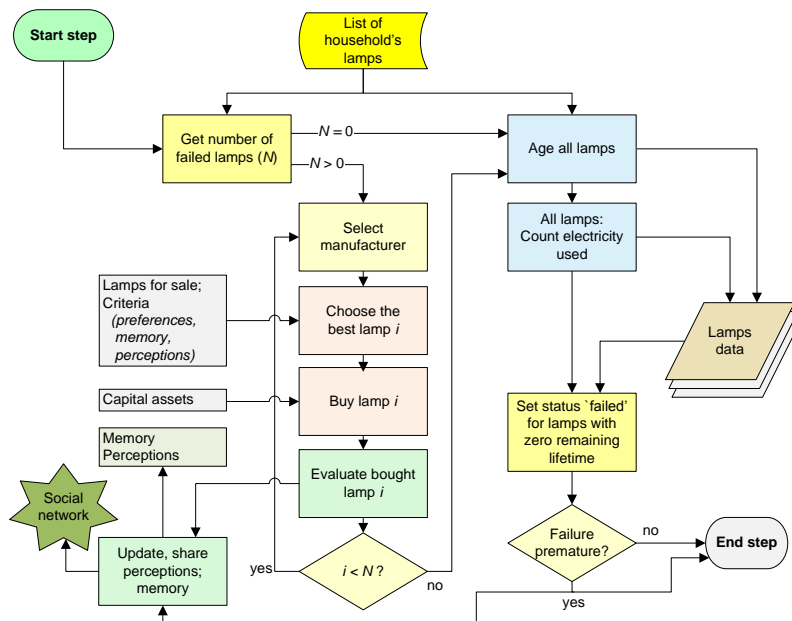 Start step
List of
household's
lamps
Get number of
failed lamps (N)
N = 0
N > 0
Age all lamps
Select
manufacturer
All lamps:
Count electricity
used
Lamps for sale;
Criteria
(preferences,
memory,
perceptions)
Choose the
best lamp i
Lamps
data
Capital assets
Buy lamp i
Set status `failed'
for lamps with
zero remaining
lifetime
Memory
Perceptions
Evaluate bought
lamp i
Social
network
Update, share
perceptions;
memory
yes
i < N ?
no
Failure
premature?
no
yes
End step